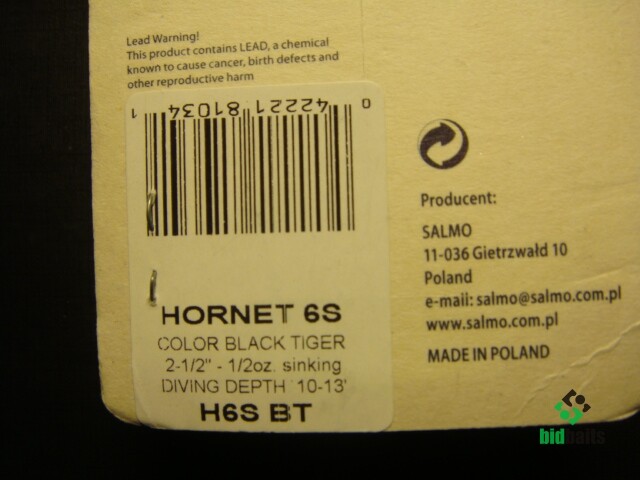 Lead Warning!
This product contains LEAD, a chemical
known to cause cancer, birth defects and
other reproductive harm
0 42221 81034 1
HORNET 6S
COLOR BLACK TIGER
2-1/2" - 1/2oz. sinking
DIVING DEPTH 10-13'
H6S BT
Producent:
SALMO
11-036 Gietrzwałd 10
Poland
e-mail: salmo@salmo.com.pl
www.salmo.com.pl
MADE IN POLAND
bidbaits